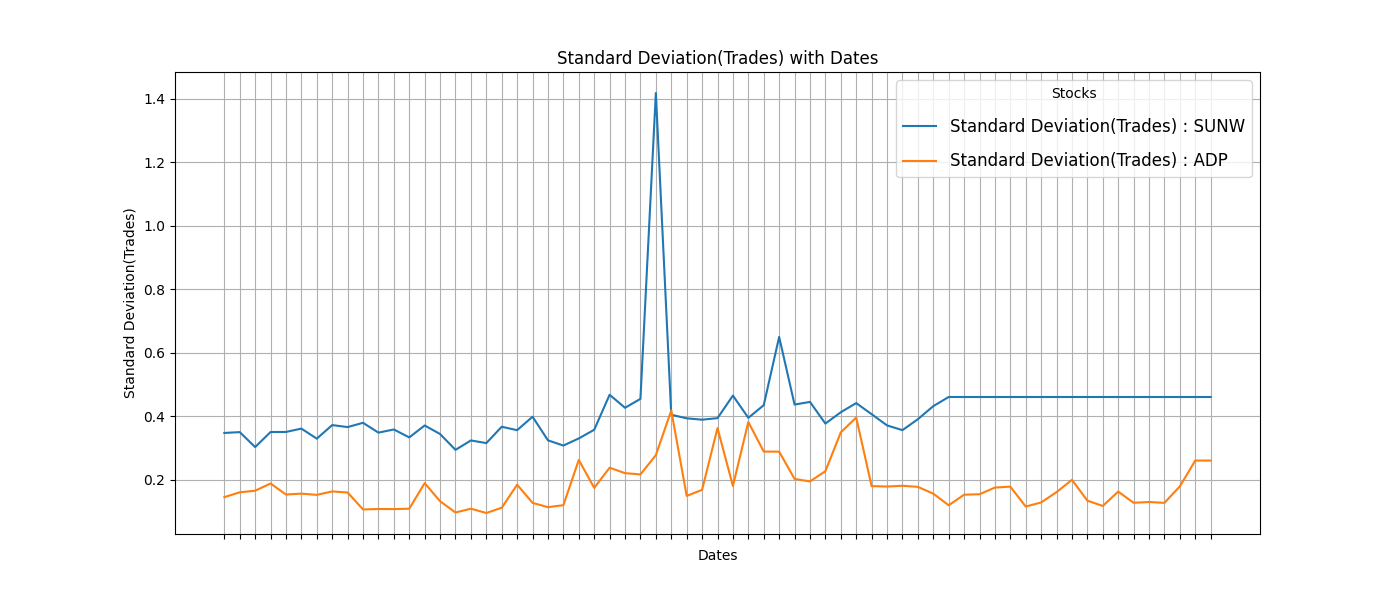 Standard Deviation(Trades) with Dates
Stocks
Standard Deviation(Trades) : SUNW
Standard Deviation(Trades) : ADP
Standard Deviation(Trades)
1.4
1.2
1.0
0.8
0.6
0.4
0.2
Dates